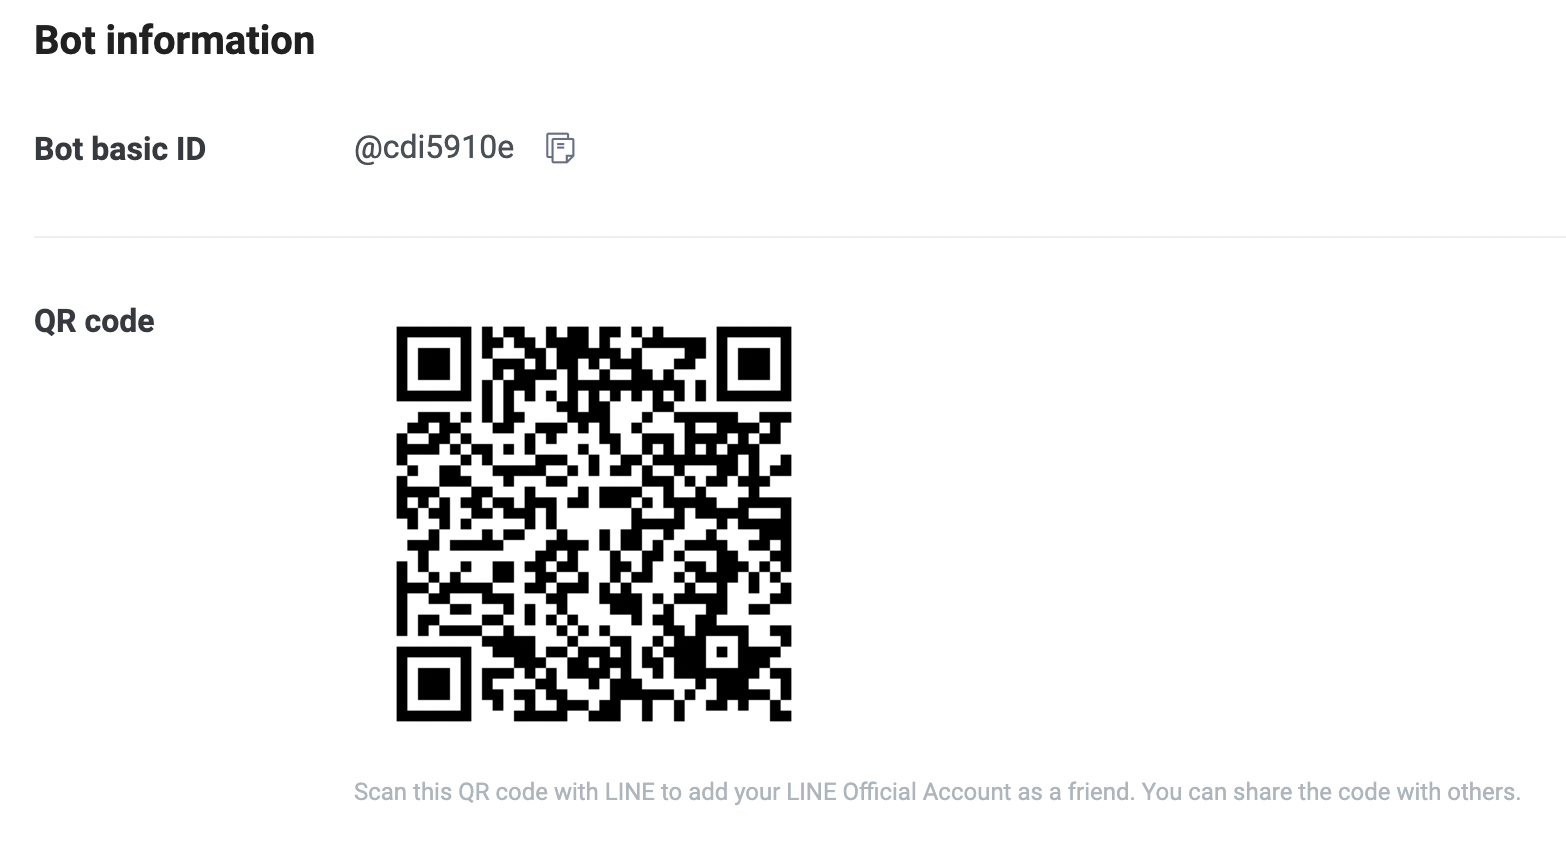 Bot information
Bot basic ID @cdi5910e
QR code
Scan this QR code with LINE to add your LINE Official Account as a friend. You can share the code with others.